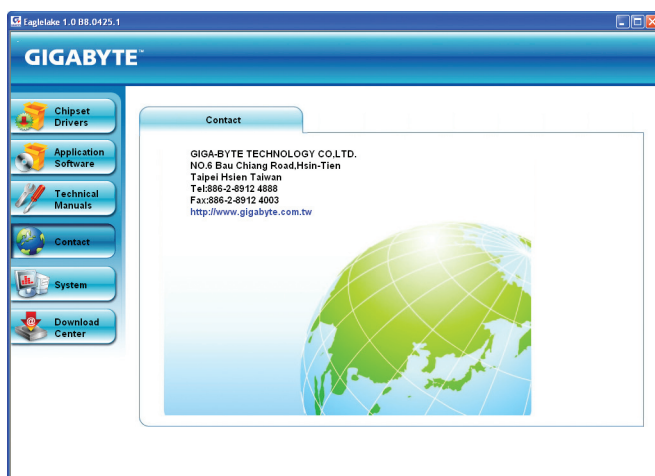 Eaglelake 1.0 B8.0425.1
GIGABYTE™
Chipset
Drivers
Application
Software
Technical
Manuals
Contact
System
Download
Center
Contact
GIGA-BYTE TECHNOLOGY CO,LTD.
NO.6 Bau Chiang Road,Hsin-Tien
Taipei Hsien Taiwan
Tel:886-2-8912 4888
Fax:886-2-8912 4003
http://www.gigabyte.com.tw